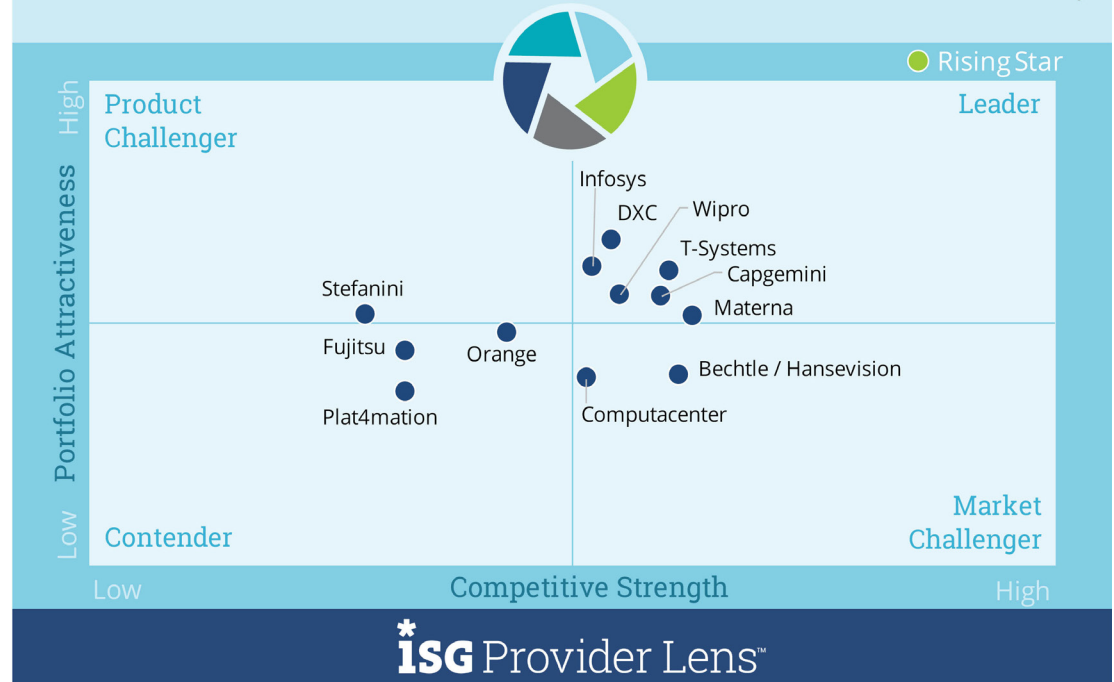 Rising Star
High
Product
Challenger
Leader
Infosys
DXC
Wipro
T-Systems
Capgemini
Materna
Stefanini
Fujitsu
Orange
Plat4mation
Bechtle / Hansevision
Computacenter
Portfolio Attractiveness
Low
Contender
Market
Challenger
Low
Competitive Strength
High
ISG Provider Lens™